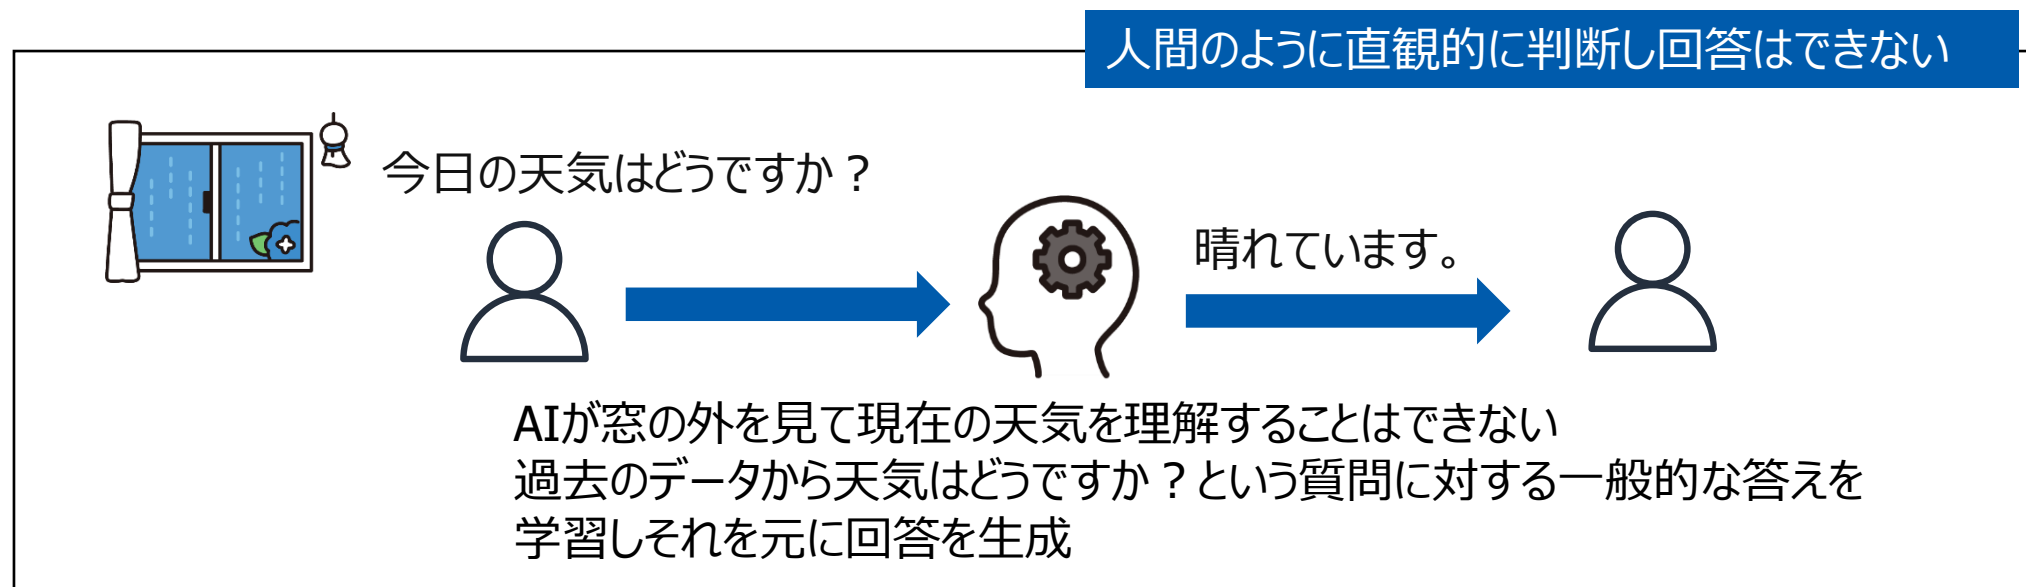 人間のように直観的に判断し回答はできない
今日の天気はどうですか？
晴れています。
AIが窓の外を見て現在の天気を理解することはできない
過去のデータから天気はどうですか？という質問に対する一般的な答えを
学習しそれを元に回答を生成